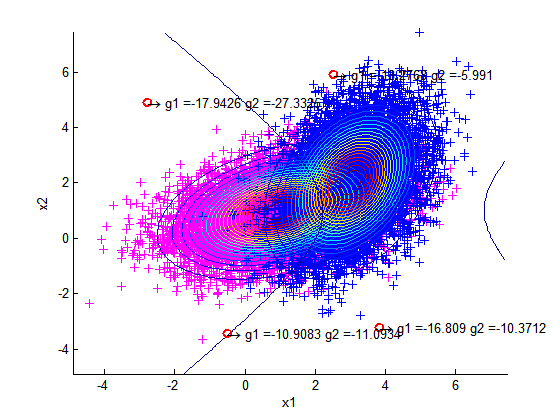 6
→ g2 =-5.991
→ g1 =-17.9426 g2 =-27.3325
4
x2
2
0
-2
→ g1 =-10.9083 g2 =-11.0934
→ g1 =-16.809 g2 =-10.3712
-4
-4 -2 0 2 4 6
x1